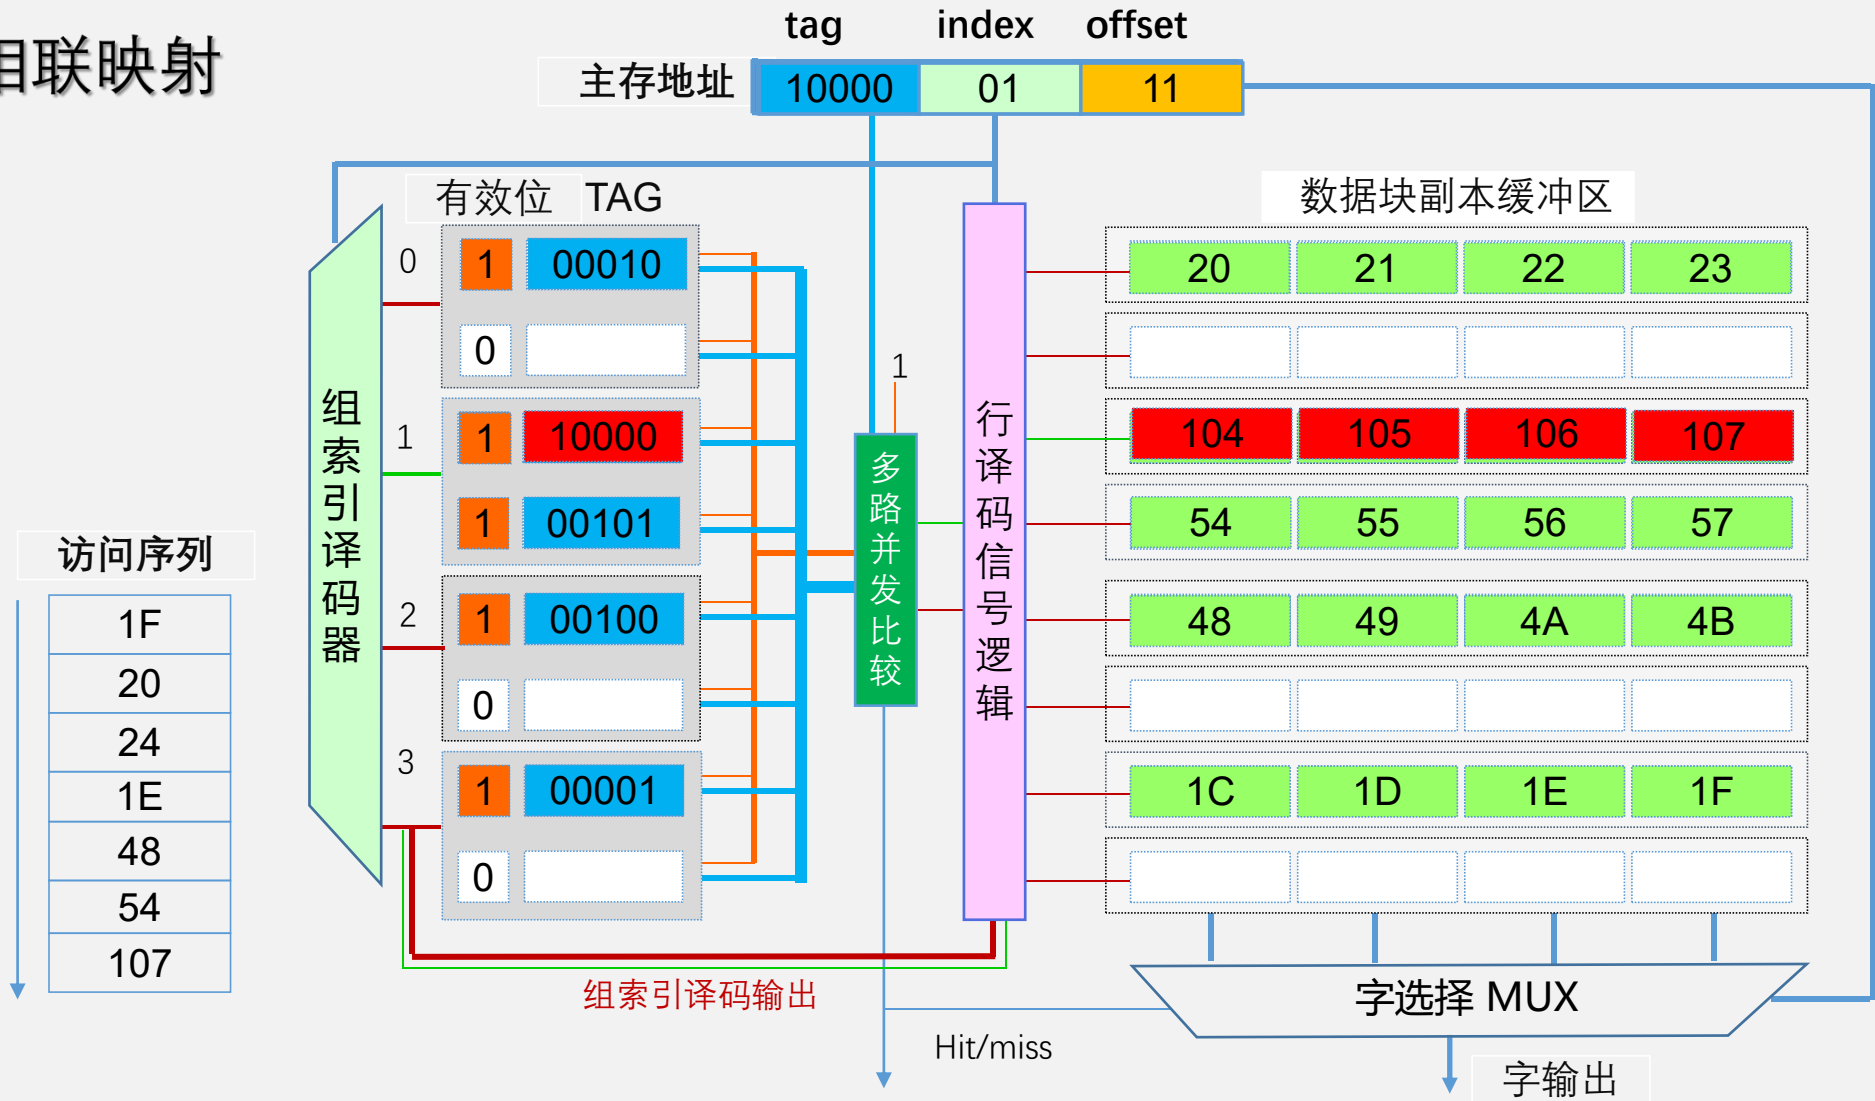 相联映射
tag index offset
主存地址 10000 01 11
有效位 TAG
数据块副本缓冲区
0 1 00010
20 21 22 23
0
1
1 1 10000
104 105 106 107
1 00101
54 55 56 57
2 1 00100
48 49 4A 4B
0
3 1 00001
1C 1D 1E 1F
0
组索引译码器
多路并发比较
行译码信号逻辑
访问序列
1F
20
24
1E
48
54
107
组索引译码输出
字选择 MUX
Hit/miss
字输出